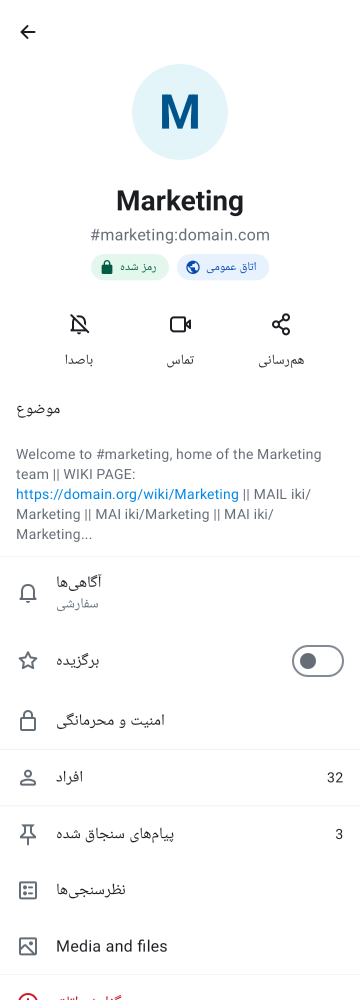 M
Marketing
#marketing:domain.com
رمز شده
اتاق عمومی
باصدا
تماس
هم‌رسانی
موضوع
Welcome to #marketing, home of the Marketing
team || WIKI PAGE:
https://domain.org/wiki/Marketing || MAIL iki/
Marketing || MAI iki/Marketing || MAI iki/
Marketing...
آگاهی‌ها
سفارشی
برگزیده
امنیت و محرمانگی
افراد
32
پیام‌های سنجاق شده
3
نظرسنجی‌ها
Media and files